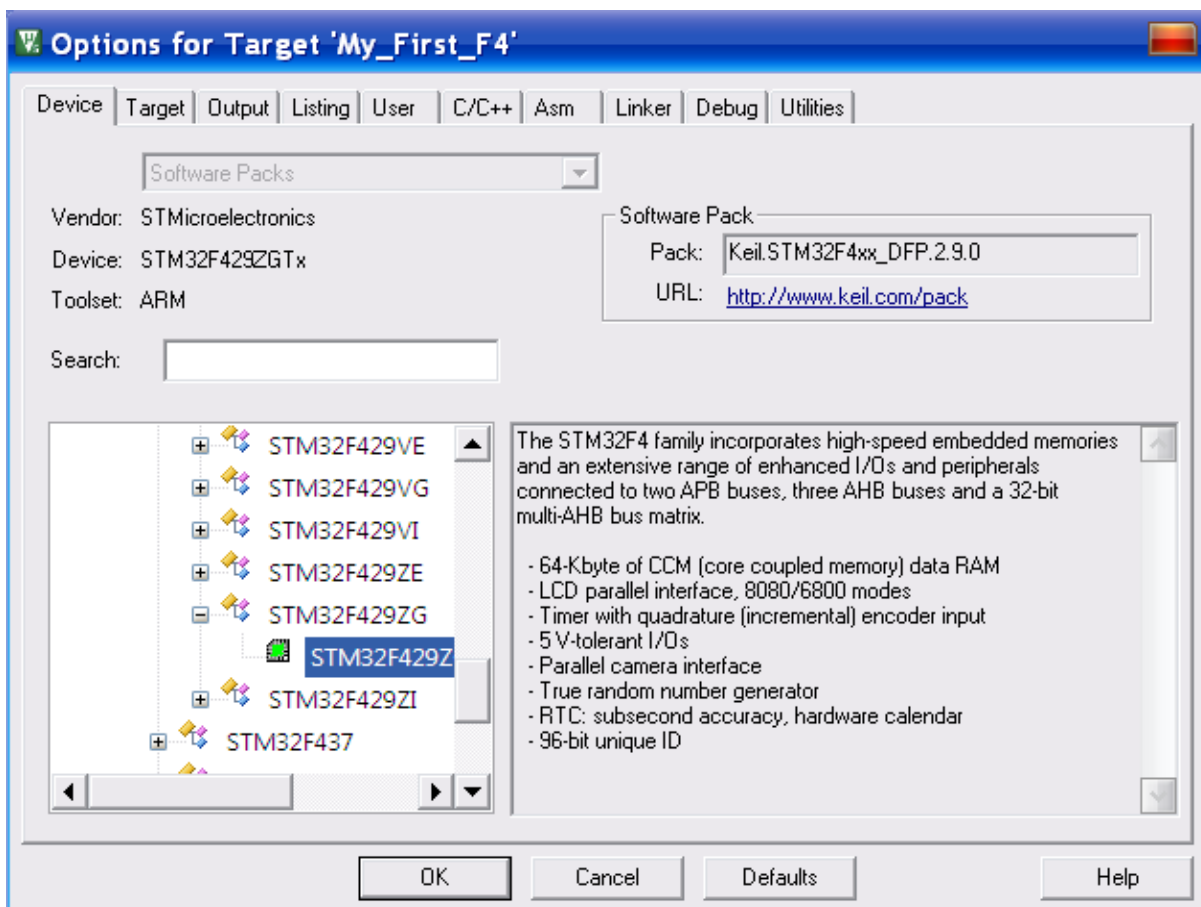 Options for Target 'My_First_F4'
Device Target Output Listing User C/C++ Asm Linker Debug Utilities
Software Packs
Vendor: STMicroelectronics
Device: STM32F429ZGTx
Toolset: ARM
Software Pack
Pack: Keil.STM32F4xx_DFP.2.9.0
URL: http://www.keil.com/pack
Search:
STM32F429VE
STM32F429VG
STM32F429VI
STM32F429ZE
STM32F429ZG
STM32F429Z
STM32F429ZI
STM32F437
The STM32F4 family incorporates high-speed embedded memories
and an extensive range of enhanced I/Os and peripherals
connected to two APB buses, three AHB buses and a 32-bit
multi-AHB bus matrix.
- 64-Kbyte of CCM (core coupled memory) data RAM
- LCD parallel interface, 8080/6800 modes
- Timer with quadrature (incremental) encoder input
- 5 V-tolerant I/Os
- Parallel camera interface
- True random number generator
- RTC: subsecond accuracy, hardware calendar
- 96-bit unique ID
OK Cancel Defaults Help